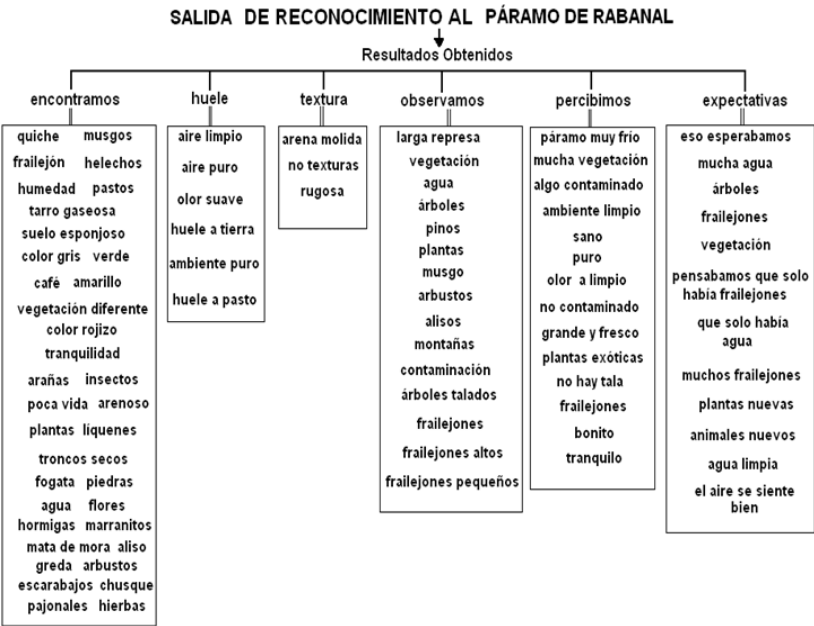 SALIDA DE RECONOCIMIENTO AL PÁRAMO DE RABANAL
Resultados Obtenidos
encontramos
quiche musgos
frailejón helechos
humedad pastos
tarro gaseosa
suelo esponjoso
color gris verde
café amarillo
vegetación diferente
color rojizo
tranquilidad
arañas insectos
poca vida arenoso
plantas líquenes
troncos secos
fogata piedras
agua flores
hormigas marranitos
mata de mora aliso
greda arbustos
escarabajos chusque
pajonales hierbas
huele
aire limpio
aire puro
olor suave
huele a tierra
ambiente puro
huele a pasto
textura
arena molida
no texturas
rugosa
observamos
larga represa
vegetación
agua
árboles
pinos
plantas
musgo
arbustos
alisos
montañas
contaminación
árboles talados
frailejones
frailejones altos
frailejones pequeños
percibimos
páramo muy frío
mucha vegetación
algo contaminado
ambiente limpio
sano
puro
olor a limpio
no contaminado
grande y fresco
plantas exóticas
no hay tala
frailejones
bonito
tranquilo
expectativas
eso esperabamos
mucha agua
árboles
frailejones
vegetación
pensabamos que solo
había frailejones
que solo había
agua
muchos frailejones
plantas nuevas
animales nuevos
agua limpia
el aire se siente
bien